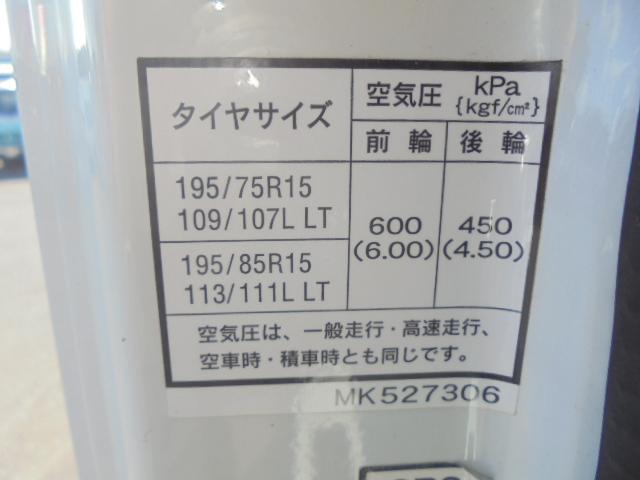 タイヤサイズ
空気圧 kPa
{kgf/cm²}
前輪 後輪
195/75R15
109/107L LT
195/85R15
113/111L LT
600
(6.00)
450
(4.50)
空気圧は、一般走行・高速走行、
空車時・積車時とも同じです。
MK527306